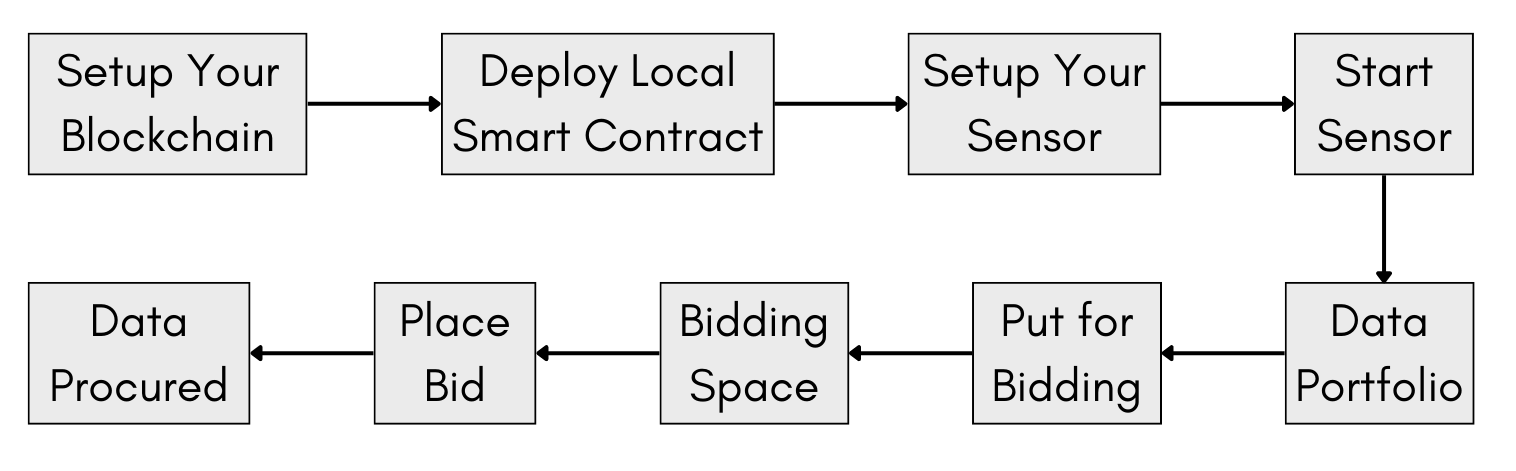 Setup Your
Blockchain
Deploy Local
Smart Contract
Setup Your
Sensor
Start
Sensor
Data
Portfolio
Put for
Bidding
Bidding
Space
Place
Bid
Data
Procured